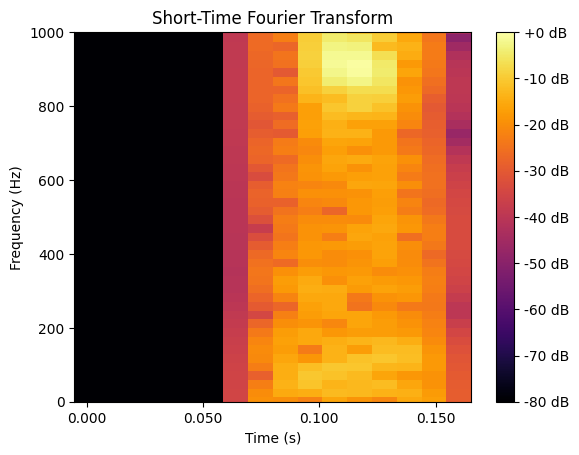 Short-Time Fourier Transform
1000
800
600
400
200
0
Frequency (Hz)
0.000
0.050
0.100
0.150
Time (s)
+0 dB
-10 dB
-20 dB
-30 dB
-40 dB
-50 dB
-60 dB
-70 dB
-80 dB